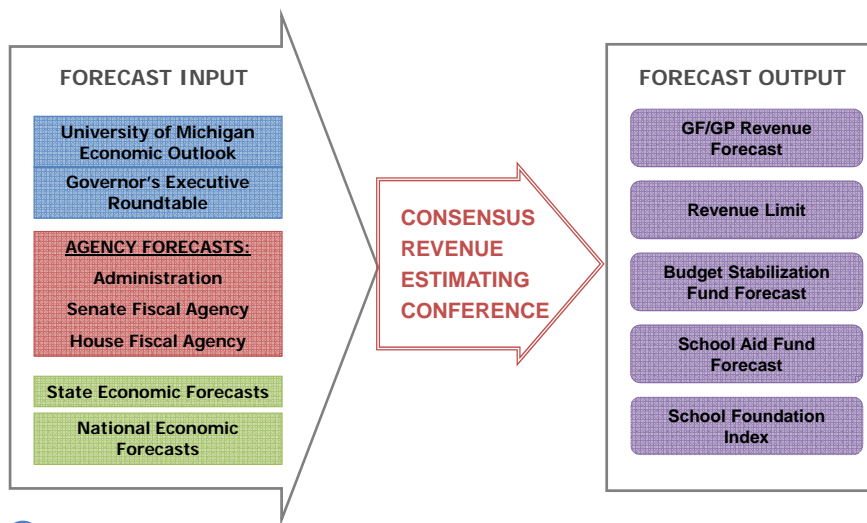 FORECAST INPUT
University of Michigan
Economic Outlook
Governor's Executive
Roundtable
AGENCY FORECASTS:
Administration
Senate Fiscal Agency
House Fiscal Agency
State Economic Forecasts
National Economic
Forecasts
CONSENSUS
REVENUE
ESTIMATING
CONFERENCE
FORECAST OUTPUT
GF/GP Revenue
Forecast
Revenue Limit
Budget Stabilization
Fund Forecast
School Aid Fund
Forecast
School Foundation
Index